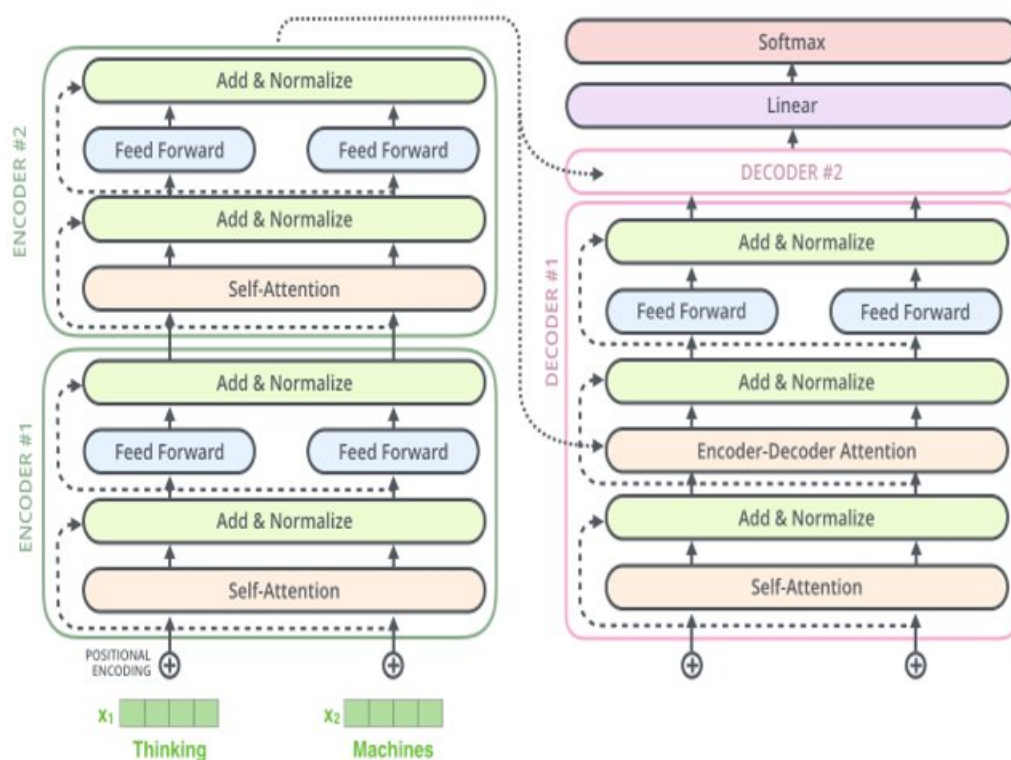 ENCODER #2
Add & Normalize
Feed Forward
Feed Forward
Add & Normalize
Self-Attention
ENCODER #1
Add & Normalize
Feed Forward
Feed Forward
Add & Normalize
Self-Attention
POSITIONAL
ENCODING
x₁
x₂
Thinking
Machines
Softmax
Linear
DECODER #2
DECODER #1
Add & Normalize
Feed Forward
Feed Forward
Add & Normalize
Encoder-Decoder Attention
Add & Normalize
Self-Attention